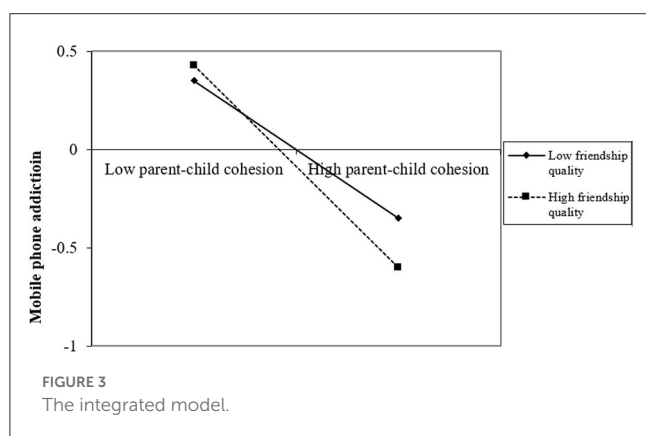 0.5
0
-0.5
-1
Mobile phone addictioin
Low parent-child cohesion
High parent-child cohesion
Low friendship
quality
High friendship
quality
FIGURE 3
The integrated model.